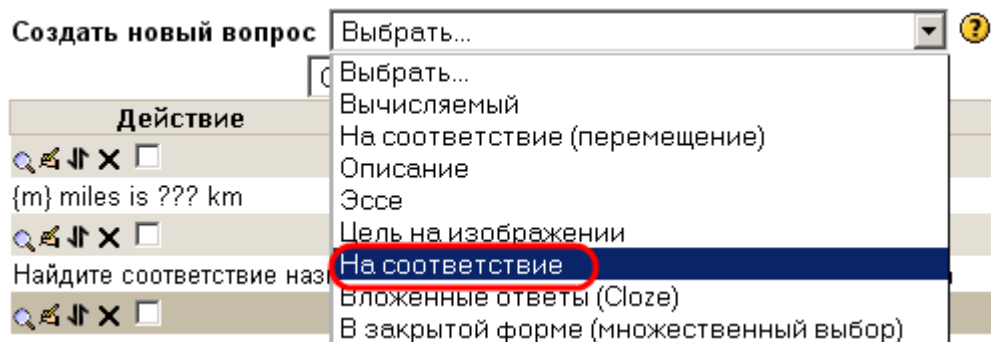 Создать новый вопрос Выбрать...
Выбрать...
Действие Вычисляемый
На соответствие (перемещение)
Описание
{m} miles is ??? km Эссе
Цель на изображении
Найдите соответствие На соответствие
Вложенные ответы (Cloze)
В закрытой форме (множественный выбор)